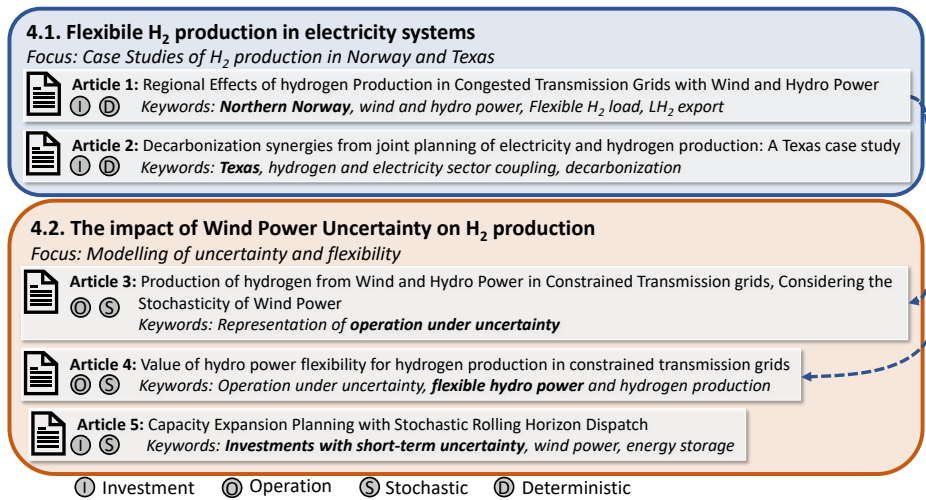 4.1. Flexibile H₂ production in electricity systems
Focus: Case Studies of H₂ production in Norway and Texas
Article 1: Regional Effects of hydrogen Production in Congested Transmission Grids with Wind and Hydro Power
I D Keywords: Northern Norway, wind and hydro power, Flexible H₂ load, LH₂ export
Article 2: Decarbonization synergies from joint planning of electricity and hydrogen production: A Texas case study
I D Keywords: Texas, hydrogen and electricity sector coupling, decarbonization
4.2. The impact of Wind Power Uncertainty on H₂ production
Focus: Modelling of uncertainty and flexibility
Article 3: Production of hydrogen from Wind and Hydro Power in Constrained Transmission grids, Considering the
O S Stochasticity of Wind Power
Keywords: Representation of operation under uncertainty
Article 4: Value of hydro power flexibility for hydrogen production in constrained transmission grids
O S Keywords: Operation under uncertainty, flexible hydro power and hydrogen production
Article 5: Capacity Expansion Planning with Stochastic Rolling Horizon Dispatch
I S Keywords: Investments with short-term uncertainty, wind power, energy storage
I Investment O Operation S Stochastic D Deterministic